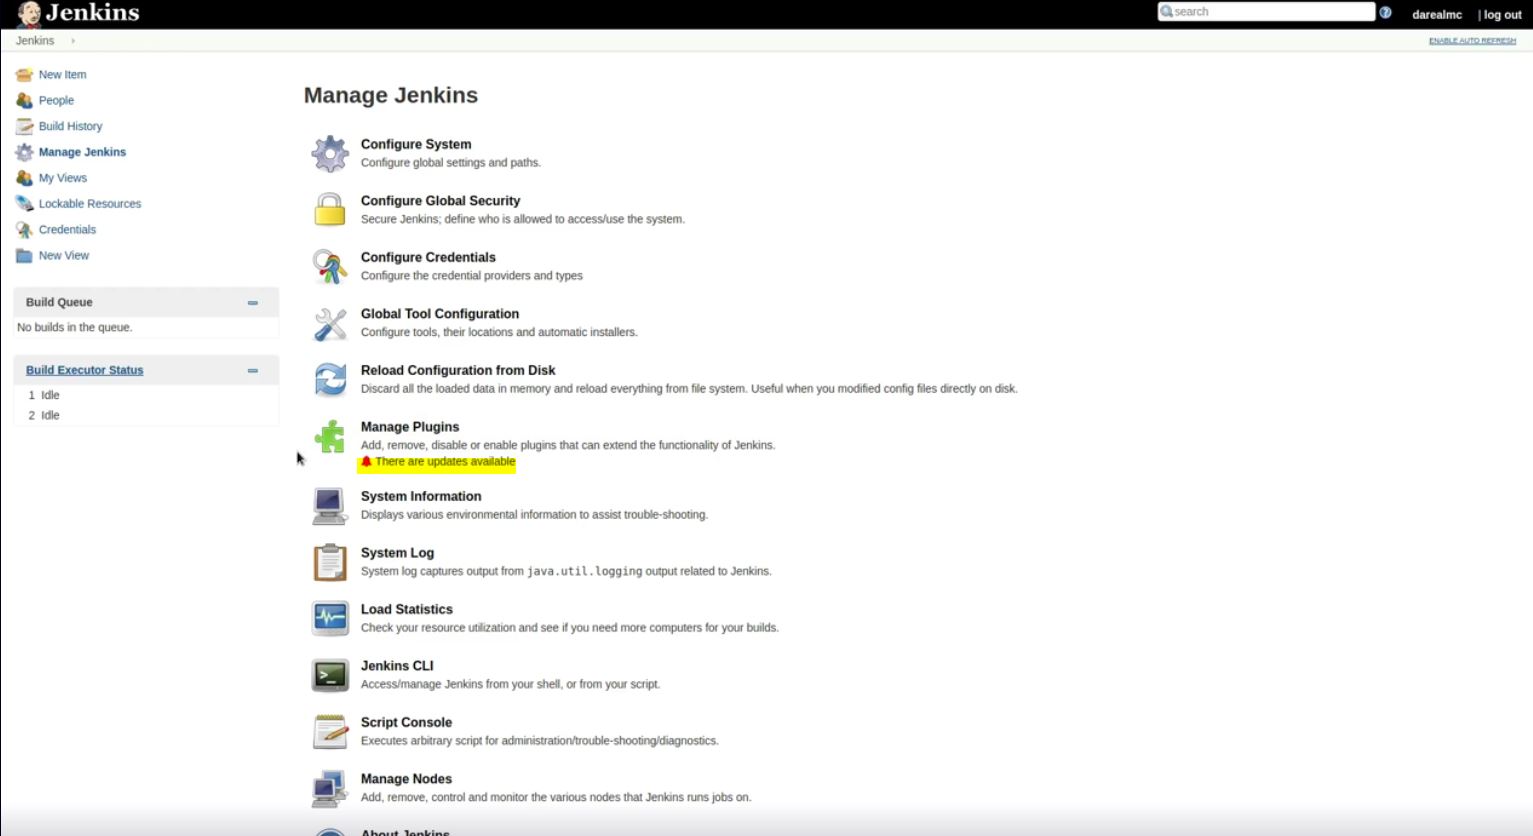 Jenkins
search
darealmc | log out
Jenkins
ENABLE AUTO REFRESH
New Item
People
Build History
Manage Jenkins
My Views
Lockable Resources
Credentials
New View
Build Queue
No builds in the queue.
Build Executor Status
1 Idle
2 Idle
Manage Jenkins
Configure System
Configure global settings and paths.
Configure Global Security
Secure Jenkins; define who is allowed to access/use the system.
Configure Credentials
Configure the credential providers and types
Global Tool Configuration
Configure tools, their locations and automatic installers.
Reload Configuration from Disk
Discard all the loaded data in memory and reload everything from file system. Useful when you modified config files directly on disk.
Manage Plugins
Add, remove, disable or enable plugins that can extend the functionality of Jenkins.
There are updates available
System Information
Displays various environmental information to assist trouble-shooting.
System Log
System log captures output from java.util.logging output related to Jenkins.
Load Statistics
Check your resource utilization and see if you need more computers for your builds.
Jenkins CLI
Access/manage Jenkins from your shell, or from your script.
Script Console
Executes arbitrary script for administration/trouble-shooting/diagnostics.
Manage Nodes
Add, remove, control and monitor the various nodes that Jenkins runs jobs on.
About Jenkins